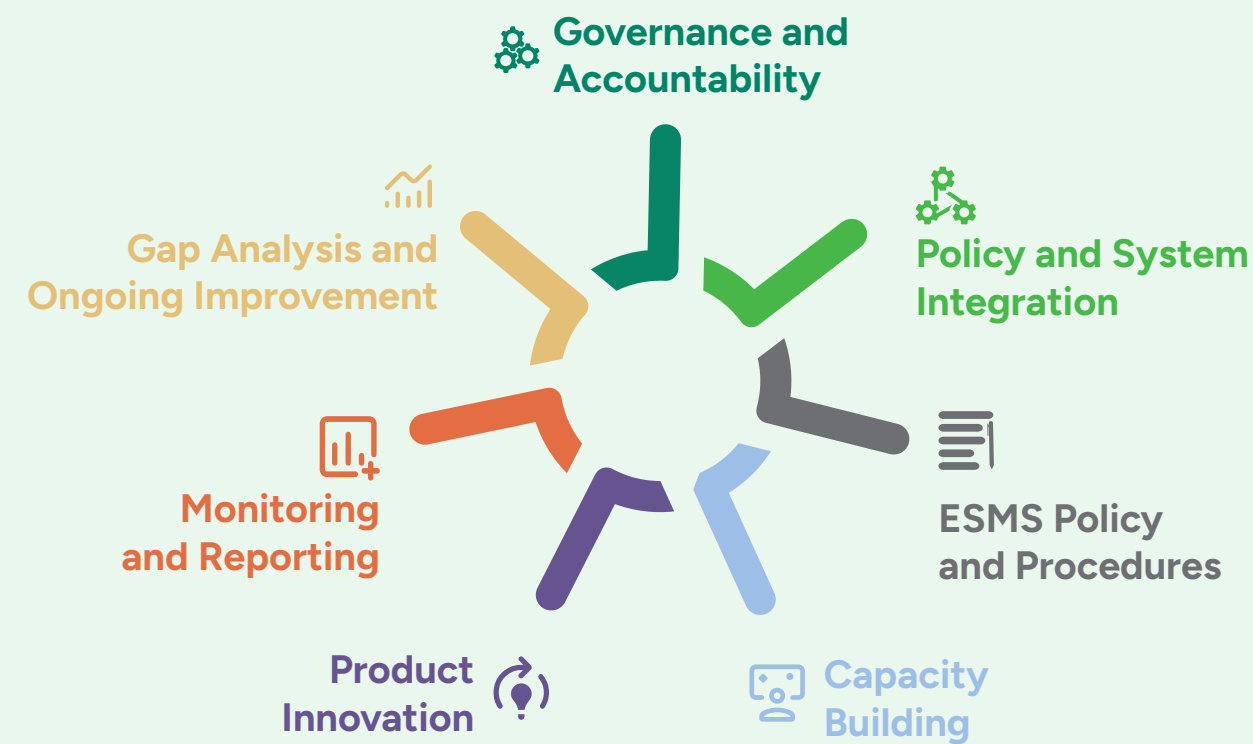 Governance and
Accountability
Policy and System
Integration
ESMS Policy
and Procedures
Capacity
Building
Product
Innovation
Monitoring
and Reporting
Gap Analysis and
Ongoing Improvement